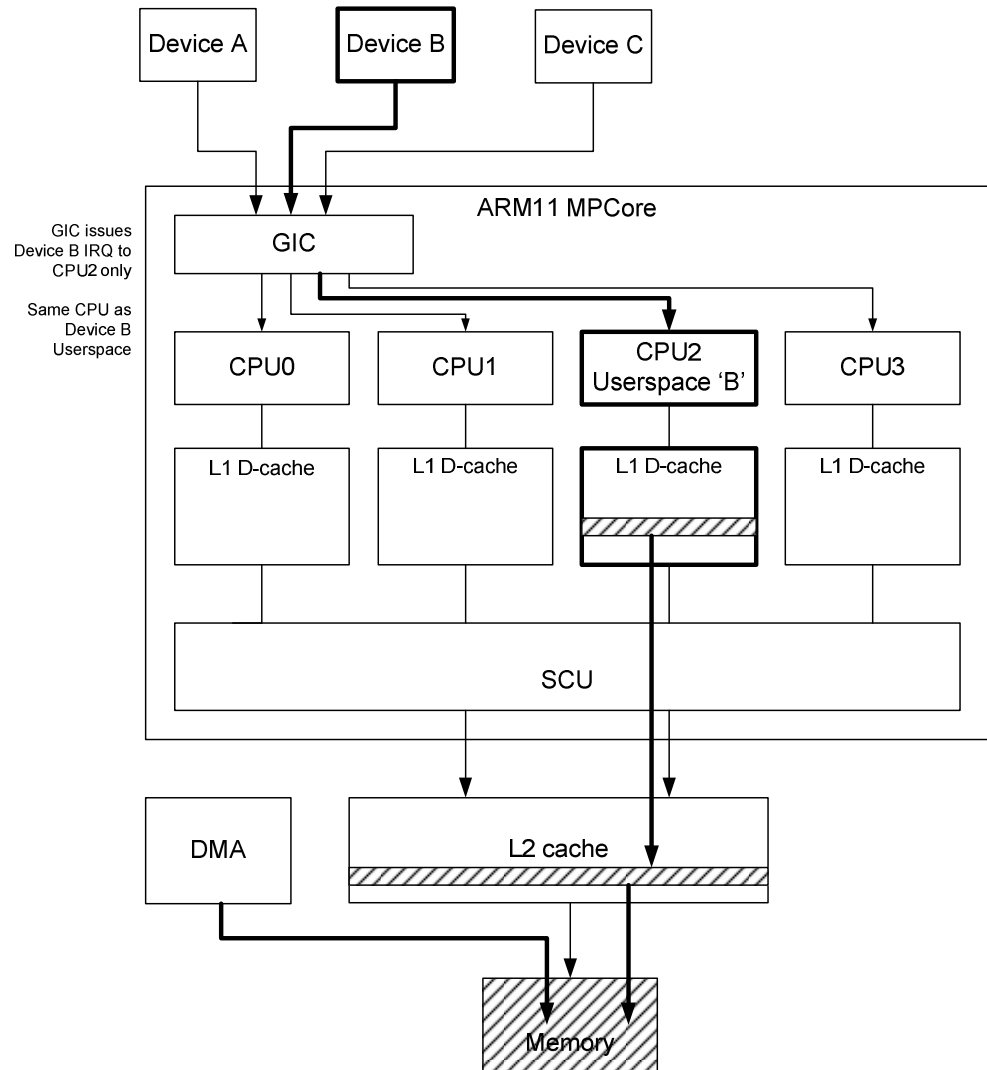 Device A
Device B
Device C
ARM11 MPCore
GIC issues
Device B IRQ to
CPU2 only
Same CPU as
Device B
Userspace
GIC
CPU0
CPU1
CPU2
Userspace ‘B’
CPU3
L1 D-cache
L1 D-cache
L1 D-cache
L1 D-cache
SCU
DMA
L2 cache
Memory